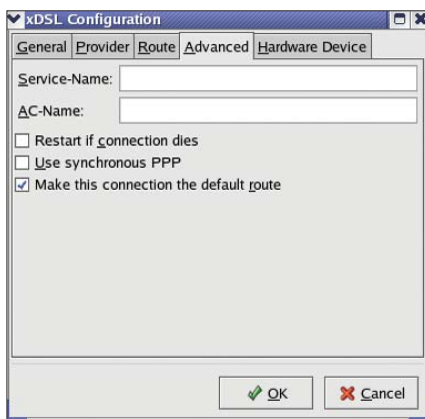 xDSL Configuration
General Provider Route Advanced Hardware Device
Service-Name:
AC-Name:
Restart if connection dies
Use synchronous PPP
Make this connection the default route
OK Cancel